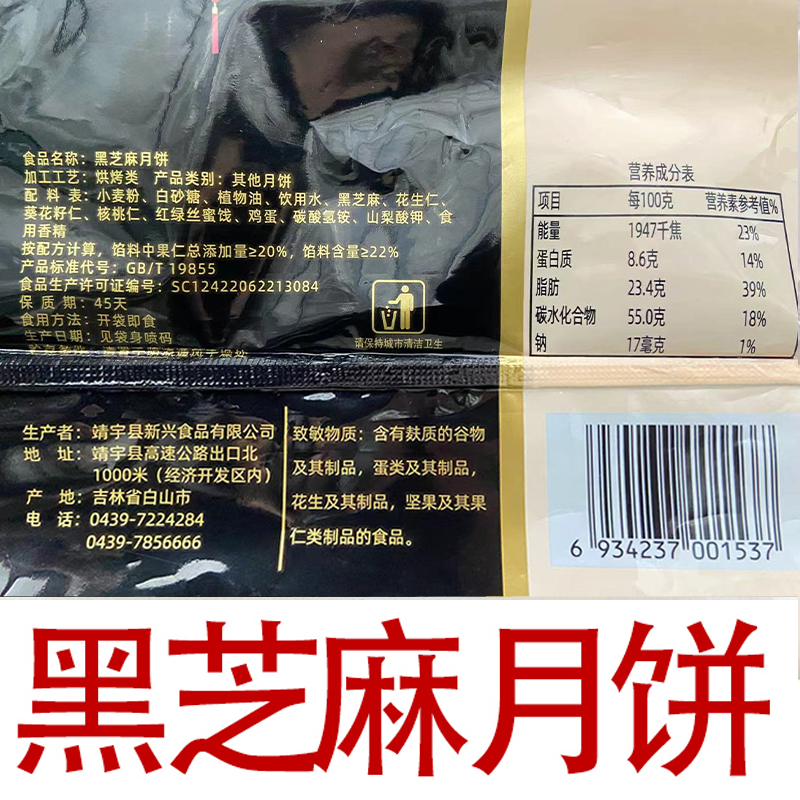 食品名称：黑芝麻月饼
加工工艺：烘烤类 产品类别：其他月饼
配 料 表：小麦粉、白砂糖、植物油、饮用水、黑芝麻、花生仁、
葵花籽仁、核桃仁、红绿丝蜜饯、鸡蛋、碳酸氢铵、山梨酸钾、食
用香精
按配方计算，馅料中果仁总添加量≥20%，馅料含量≥22%
产品标准代号：GB/T 19855
食品生产许可证编号：SC12422062213084
保 质 期：45天
食用方法：开袋即食
生产日期：见袋身喷码
请保持城市清洁卫生
营养成分表
项目 每100克 营养素参考值%
能量 1947千焦 23%
蛋白质 8.6克 14%
脂肪 23.4克 39%
碳水化合物 55.0克 18%
钠 17毫克 1%
生产者：靖宇县新兴食品有限公司
地 址：靖宇县高速公路出口北
1000米（经济开发区内）
产 地：吉林省白山市
电 话：0439-7224284
0439-7856666
致敏物质：含有麸质的谷物
及其制品，蛋类及其制品，
花生及其制品，坚果及其果
仁类制品的食品。
6 934237 001537
黑芝麻月饼